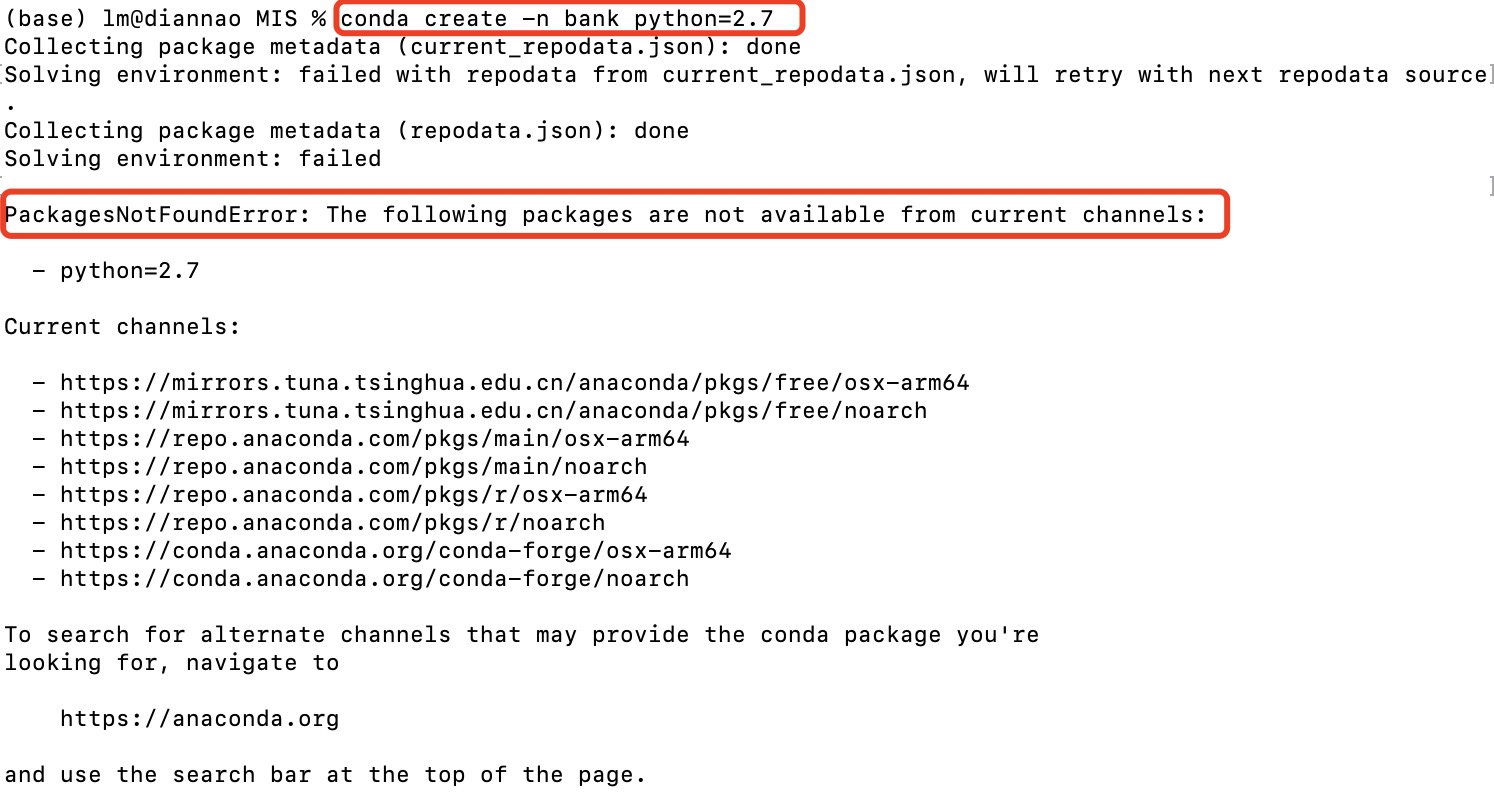 (base) lm@diannao MIS % conda create -n bank python=2.7
Collecting package metadata (current_repodata.json): done
[Solving environment: failed with repodata from current_repodata.json, will retry with next repodata source]
.
Collecting package metadata (repodata.json): done
Solving environment: failed
]
PackagesNotFoundError: The following packages are not available from current channels:
  - python=2.7
Current channels:
  - https://mirrors.tuna.tsinghua.edu.cn/anaconda/pkgs/free/osx-arm64
  - https://mirrors.tuna.tsinghua.edu.cn/anaconda/pkgs/free/noarch
  - https://repo.anaconda.com/pkgs/main/osx-arm64
  - https://repo.anaconda.com/pkgs/main/noarch
  - https://repo.anaconda.com/pkgs/r/osx-arm64
  - https://repo.anaconda.com/pkgs/r/noarch
  - https://conda.anaconda.org/conda-forge/osx-arm64
  - https://conda.anaconda.org/conda-forge/noarch
To search for alternate channels that may provide the conda package you're
looking for, navigate to
    https://anaconda.org
and use the search bar at the top of the page.